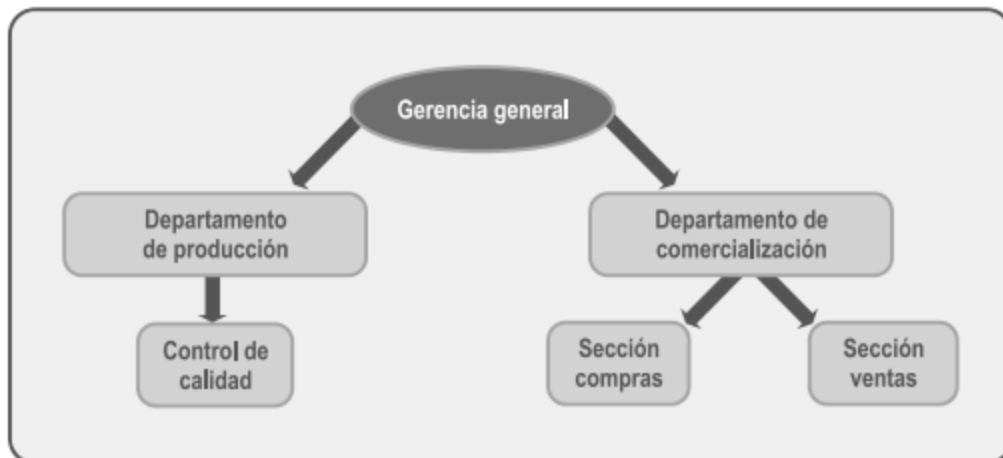 Gerencia general
Departamento
de producción
Departamento de
comercialización
Control de
calidad
Sección
compras
Sección
ventas